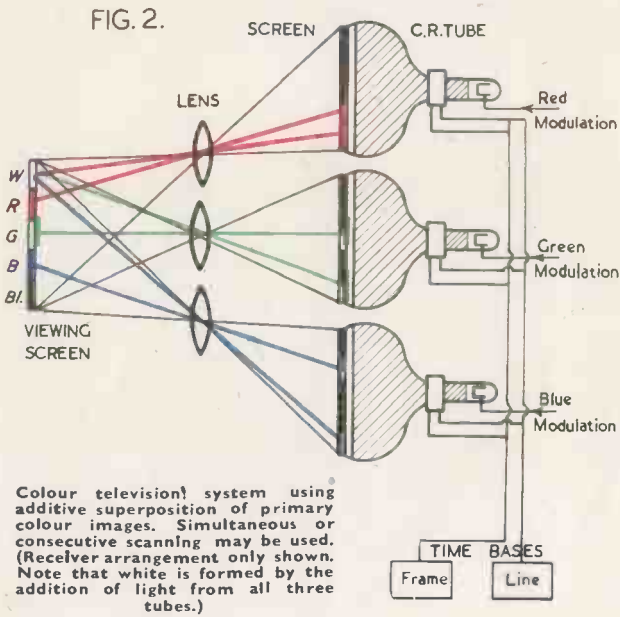 FIG. 2.
SCREEN
C.R.TUBE
LENS
Red
Modulation
W
R
G
B
Bl.
VIEWING
SCREEN
Green
Modulation
Blue
Modulation
Colour television! system using
additive superposition of primary
colour images. Simultaneous or
consecutive scanning may be used.
(Receiver arrangement only shown.
Note that white is formed by the
addition of light from all three
tubes.)
TIME BASES
Frame
Line